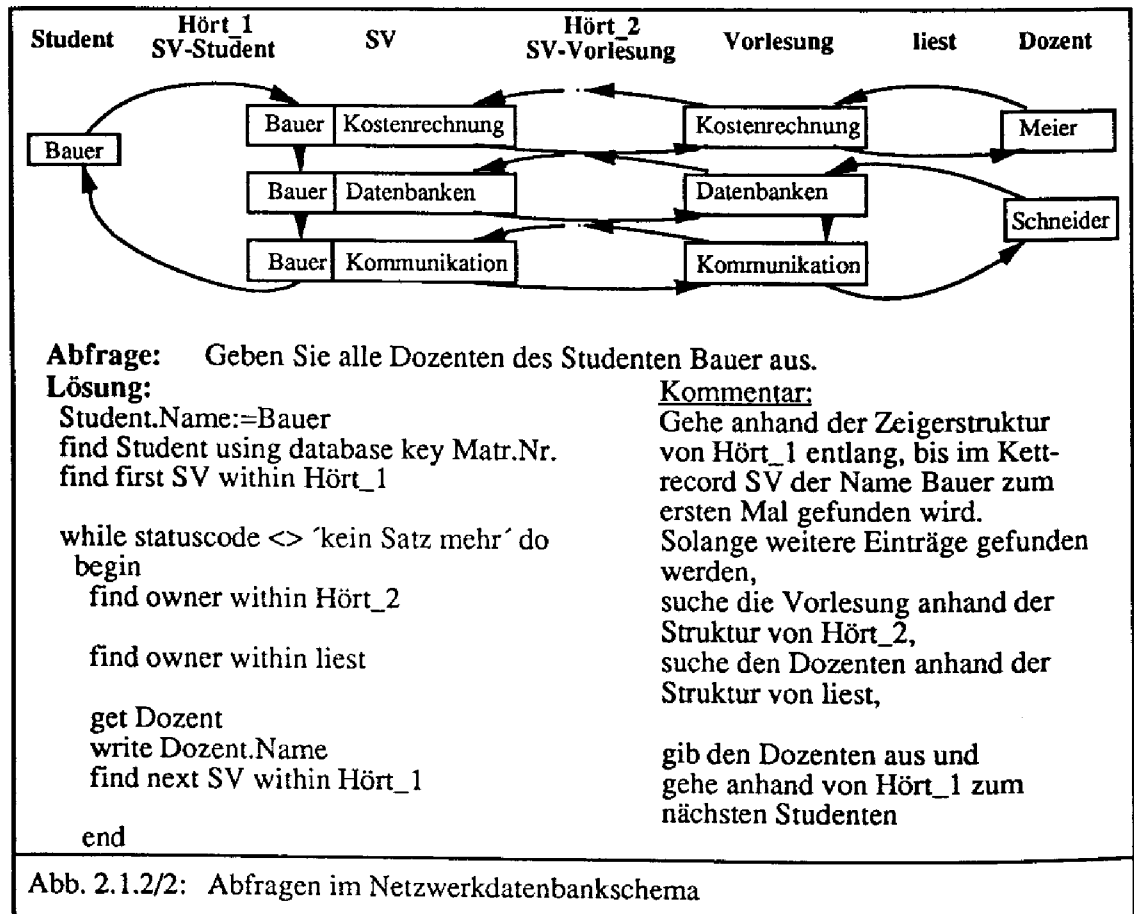 Student Hört_1 SV Hört_2 Vorlesung liest Dozent
SV-Student SV-Vorlesung
Bauer Kostenrechnung Kostenrechnung Meier
Bauer
Bauer Datenbanken Datenbanken
Schneider
Bauer Kommunikation Kommunikation
Abfrage: Geben Sie alle Dozenten des Studenten Bauer aus.
Lösung: Kommentar:
Student.Name:=Bauer Gehe anhand der Zeigerstruktur
find Student using database key Matr.Nr. von Hört_1 entlang, bis im Kett-
find first SV within Hört_1 record SV der Name Bauer zum
ersten Mal gefunden wird.
while statuscode <> ´kein Satz mehr´ do Solange weitere Einträge gefunden
begin werden,
find owner within Hört_2 suche die Vorlesung anhand der
Struktur von Hört_2,
find owner within liest suche den Dozenten anhand der
Struktur von liest,
get Dozent
write Dozent.Name gib den Dozenten aus und
find next SV within Hört_1 gehe anhand von Hört_1 zum
nächsten Studenten
end
Abb. 2.1.2/2: Abfragen im Netzwerkdatenbankschema